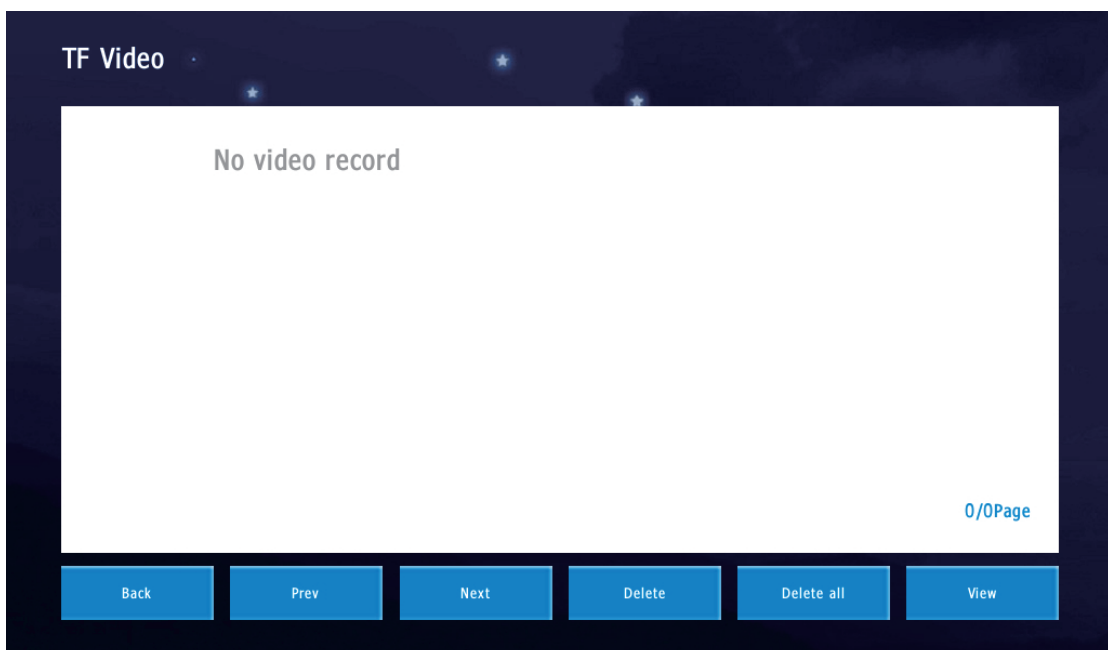 TF Video
No video record
0/0Page
Back
Prev
Next
Delete
Delete all
View